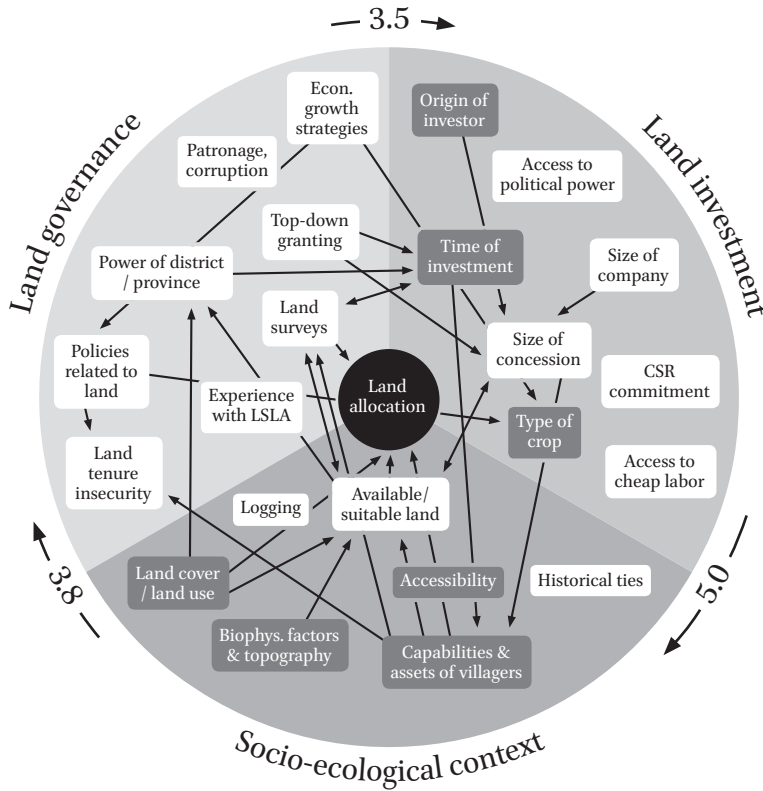 3.5
Land governance
Land investment
Econ.
growth
strategies
Origin of
investor
Patronage,
corruption
Access to
political power
Top-down
granting
Time of
investment
Size of
company
Power of district
/ province
Land
surveys
Size of
concession
Policies
related to
land
Land
allocation
CSR
commitment
Experience
with LSLA
Type of
crop
Land
tenure
insecurity
Access to
cheap labor
Available/
suitable land
Logging
Land cover
/ land use
Accessibility
Historical ties
Biophys. factors
& topography
Capabilities &
assets of villagers
3.8
5.0
Socio-ecological context